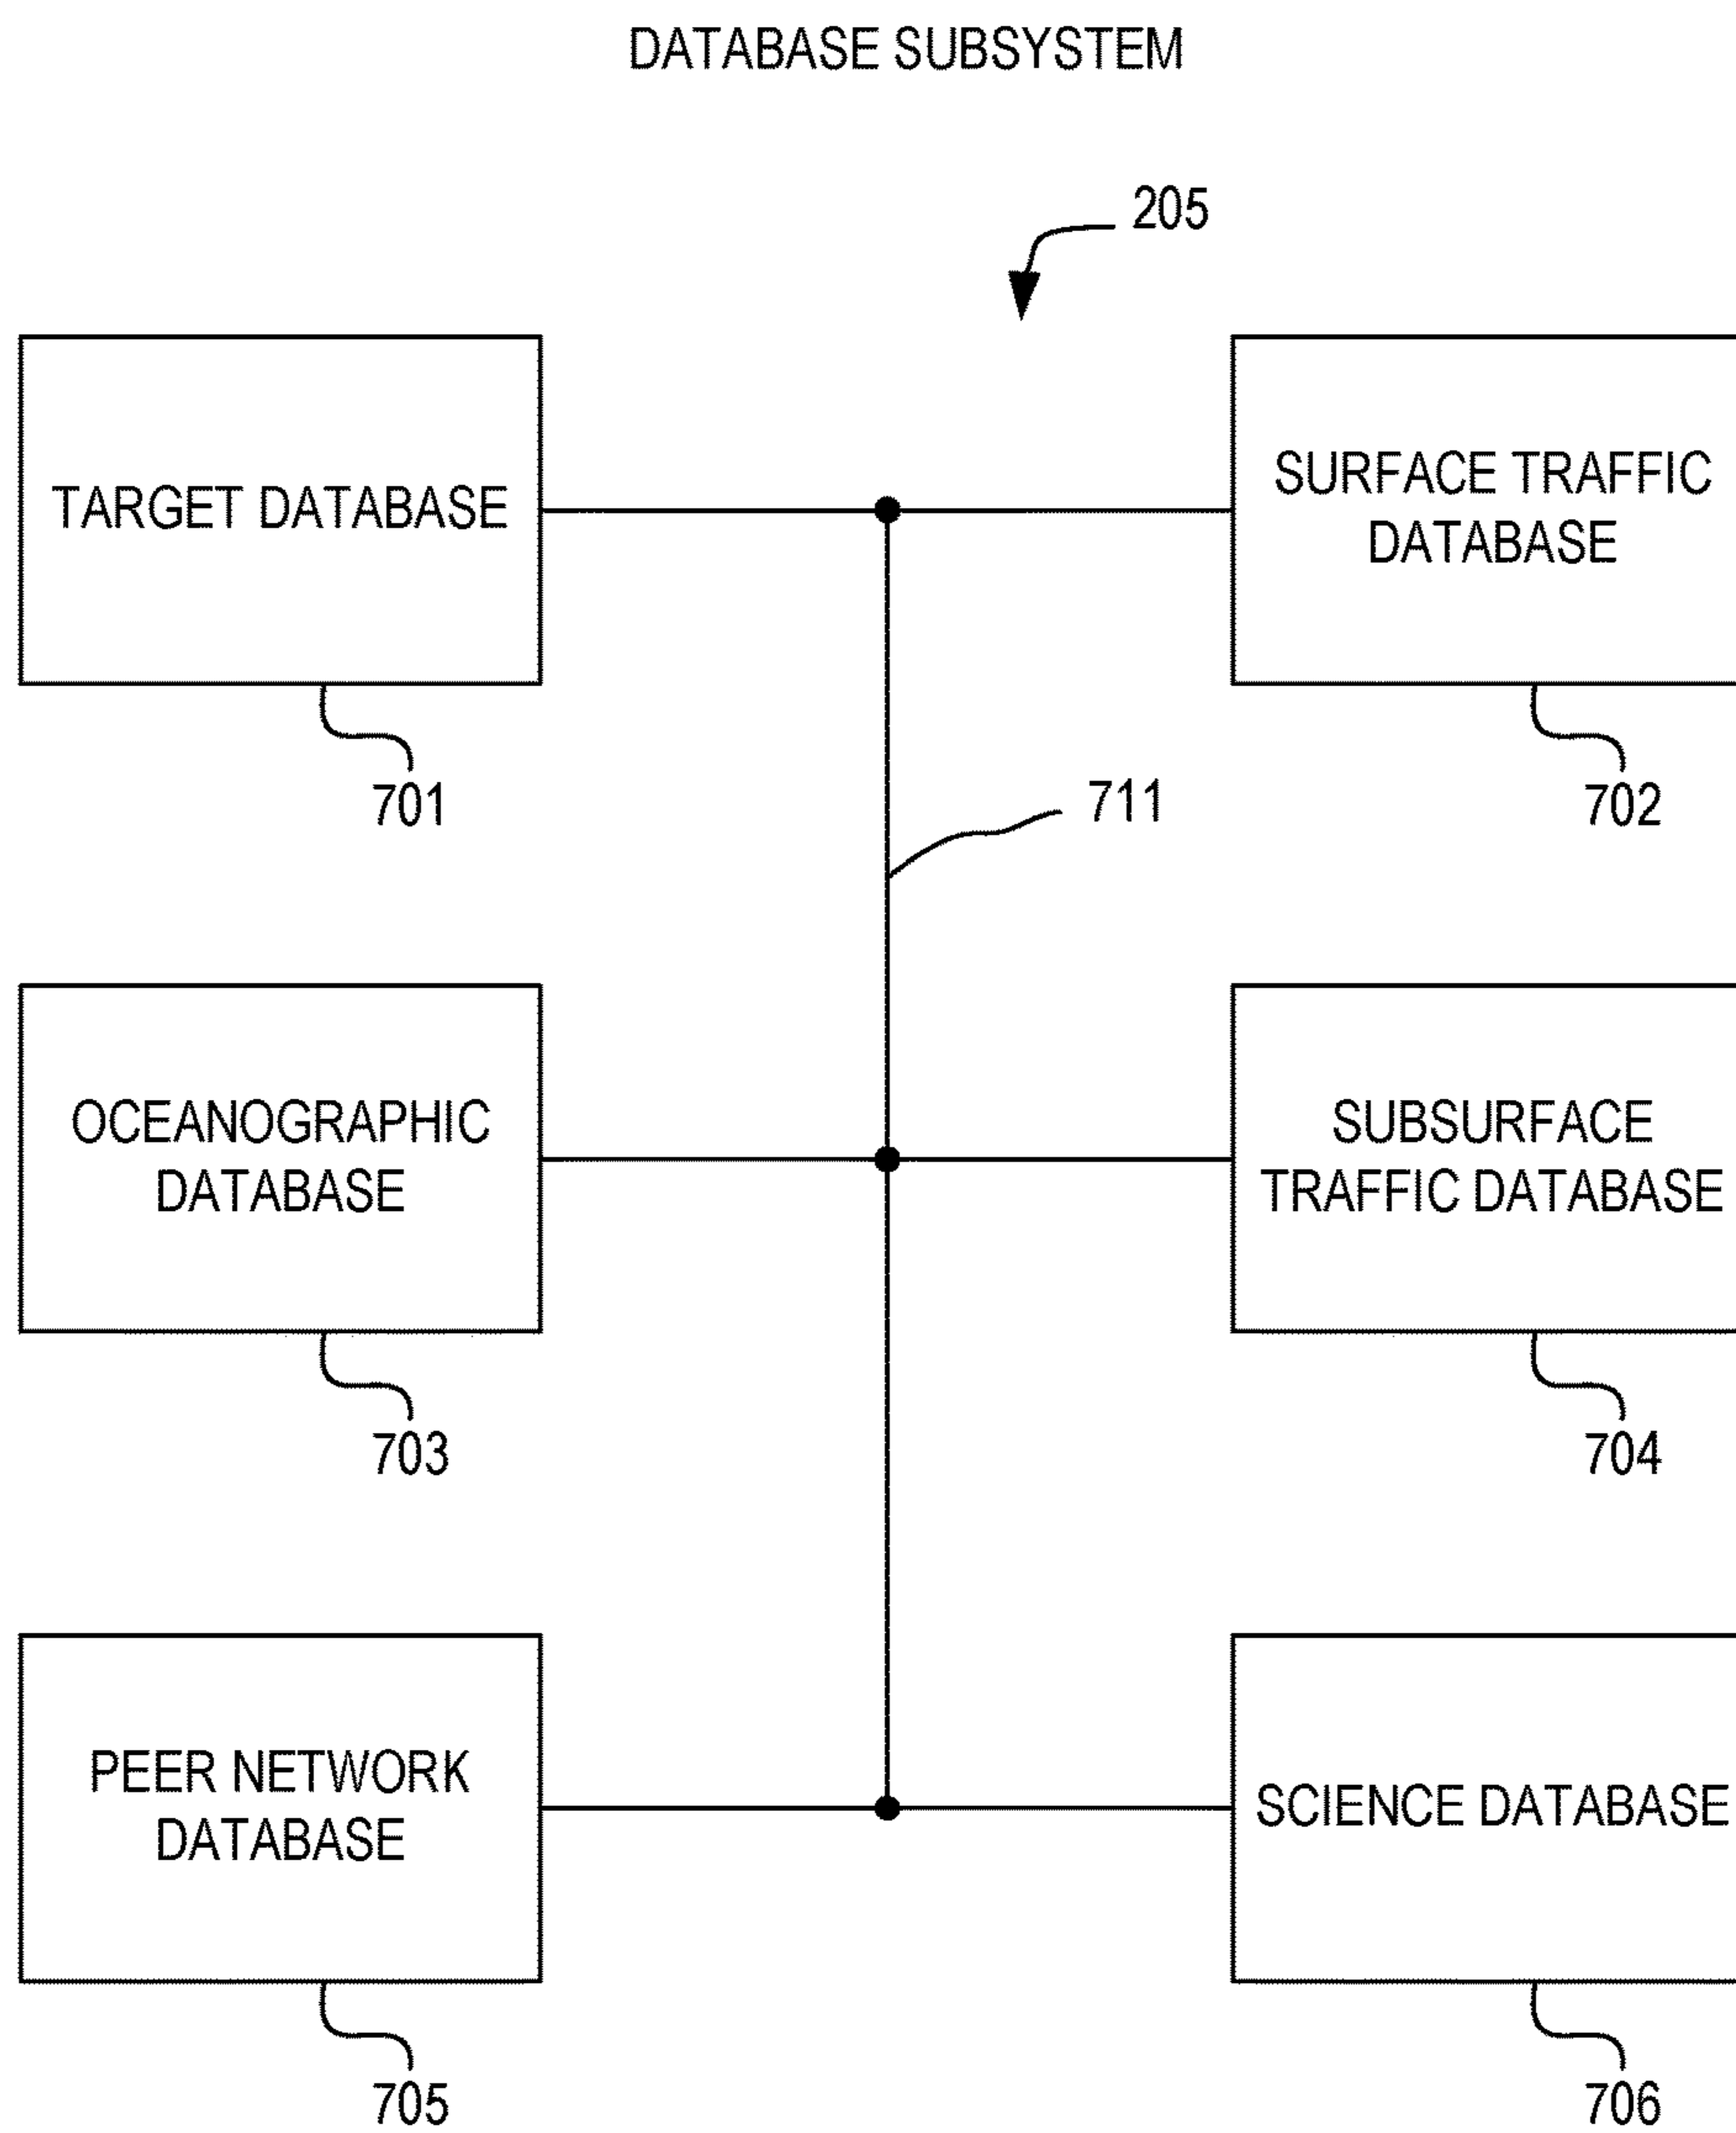 DATABASE SUBSYSTEM
205
TARGET DATABASE
SURFACE TRAFFIC
DATABASE
701
711
702
OCEANOGRAPHIC
DATABASE
SUBSURFACE
TRAFFIC DATABASE
703
704
PEER NETWORK
DATABASE
SCIENCE DATABASE
705
706